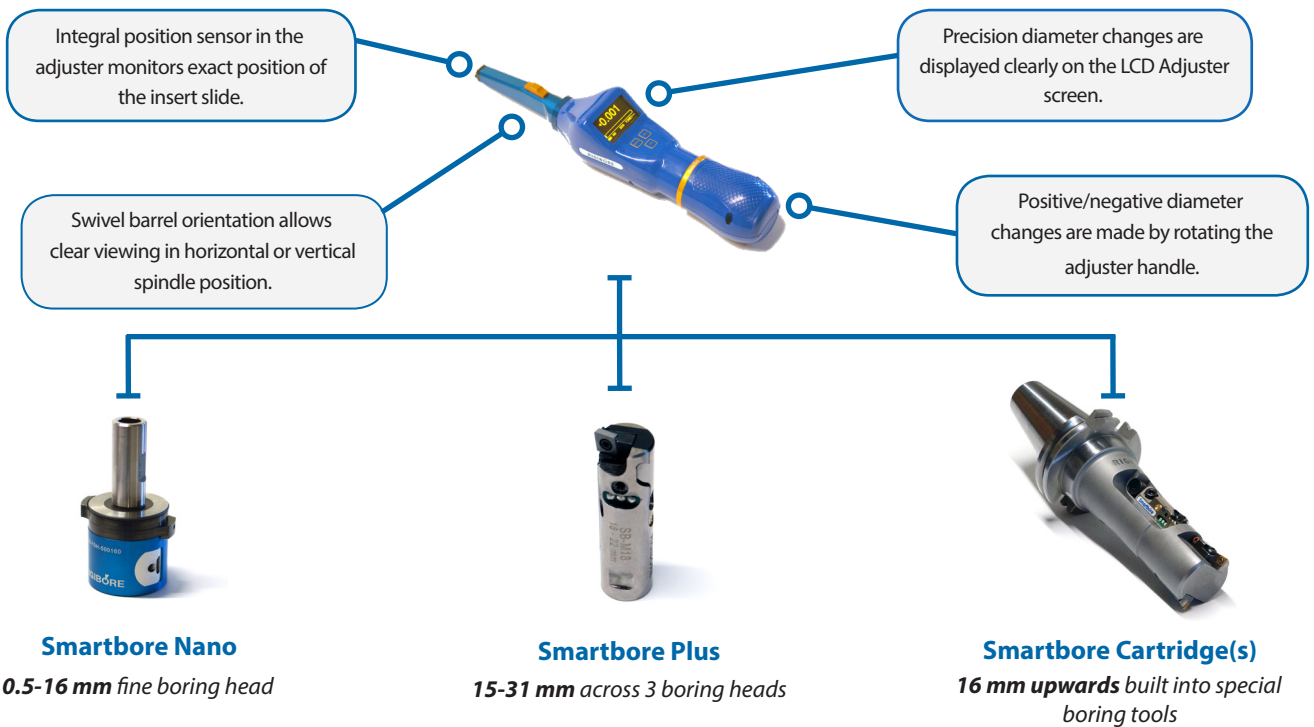 Integral position sensor in the
adjuster monitors exact position of
the insert slide.
Precision diameter changes are
displayed clearly on the LCD Adjuster
screen.
-0.001
Swivel barrel orientation allows
clear viewing in horizontal or vertical
spindle position.
Positive/negative diameter
changes are made by rotating the
adjuster handle.
GIBORE
SB-M18
Smartbore Nano
0.5-16 mm fine boring head
Smartbore Plus
15-31 mm across 3 boring heads
Smartbore Cartridge(s)
16 mm upwards built into special
boring tools